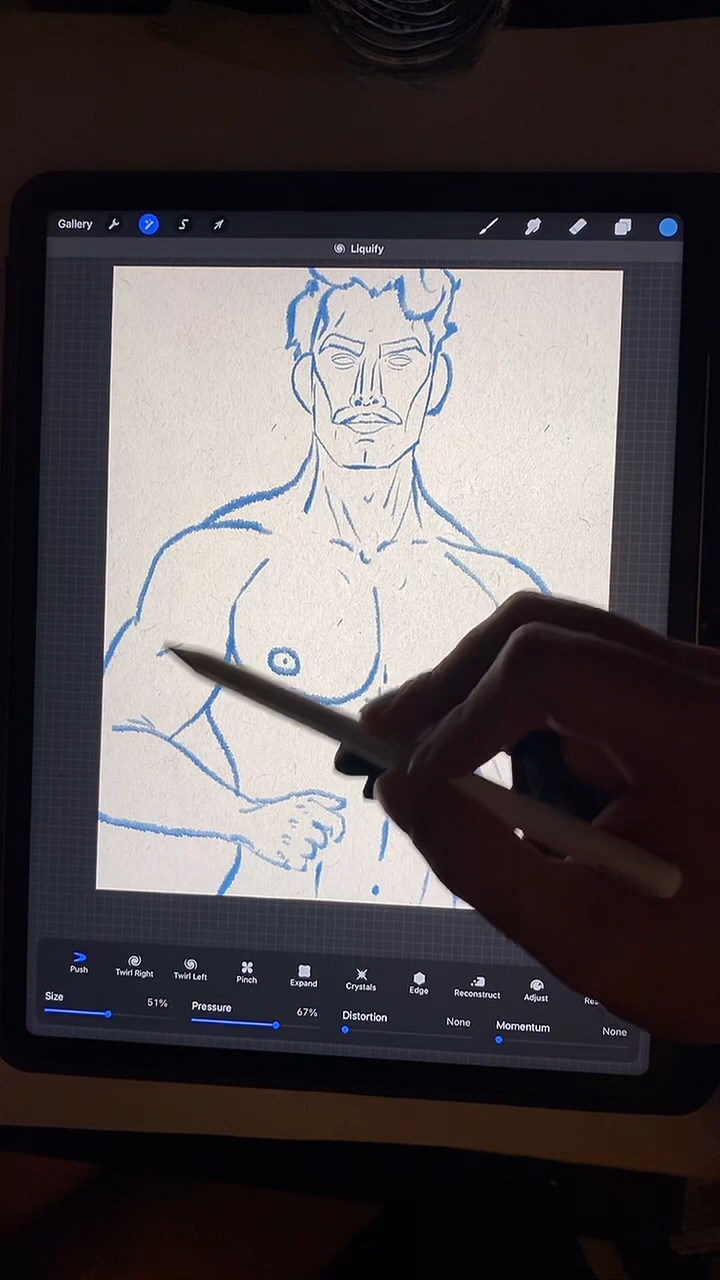 Gallery
Liquify
Push
Twirl Right
Twirl Left
Pinch
Expand
Crystals
Edge
Reconstruct
Adjust
Size 51%
Pressure 67%
Distortion None
Momentum None